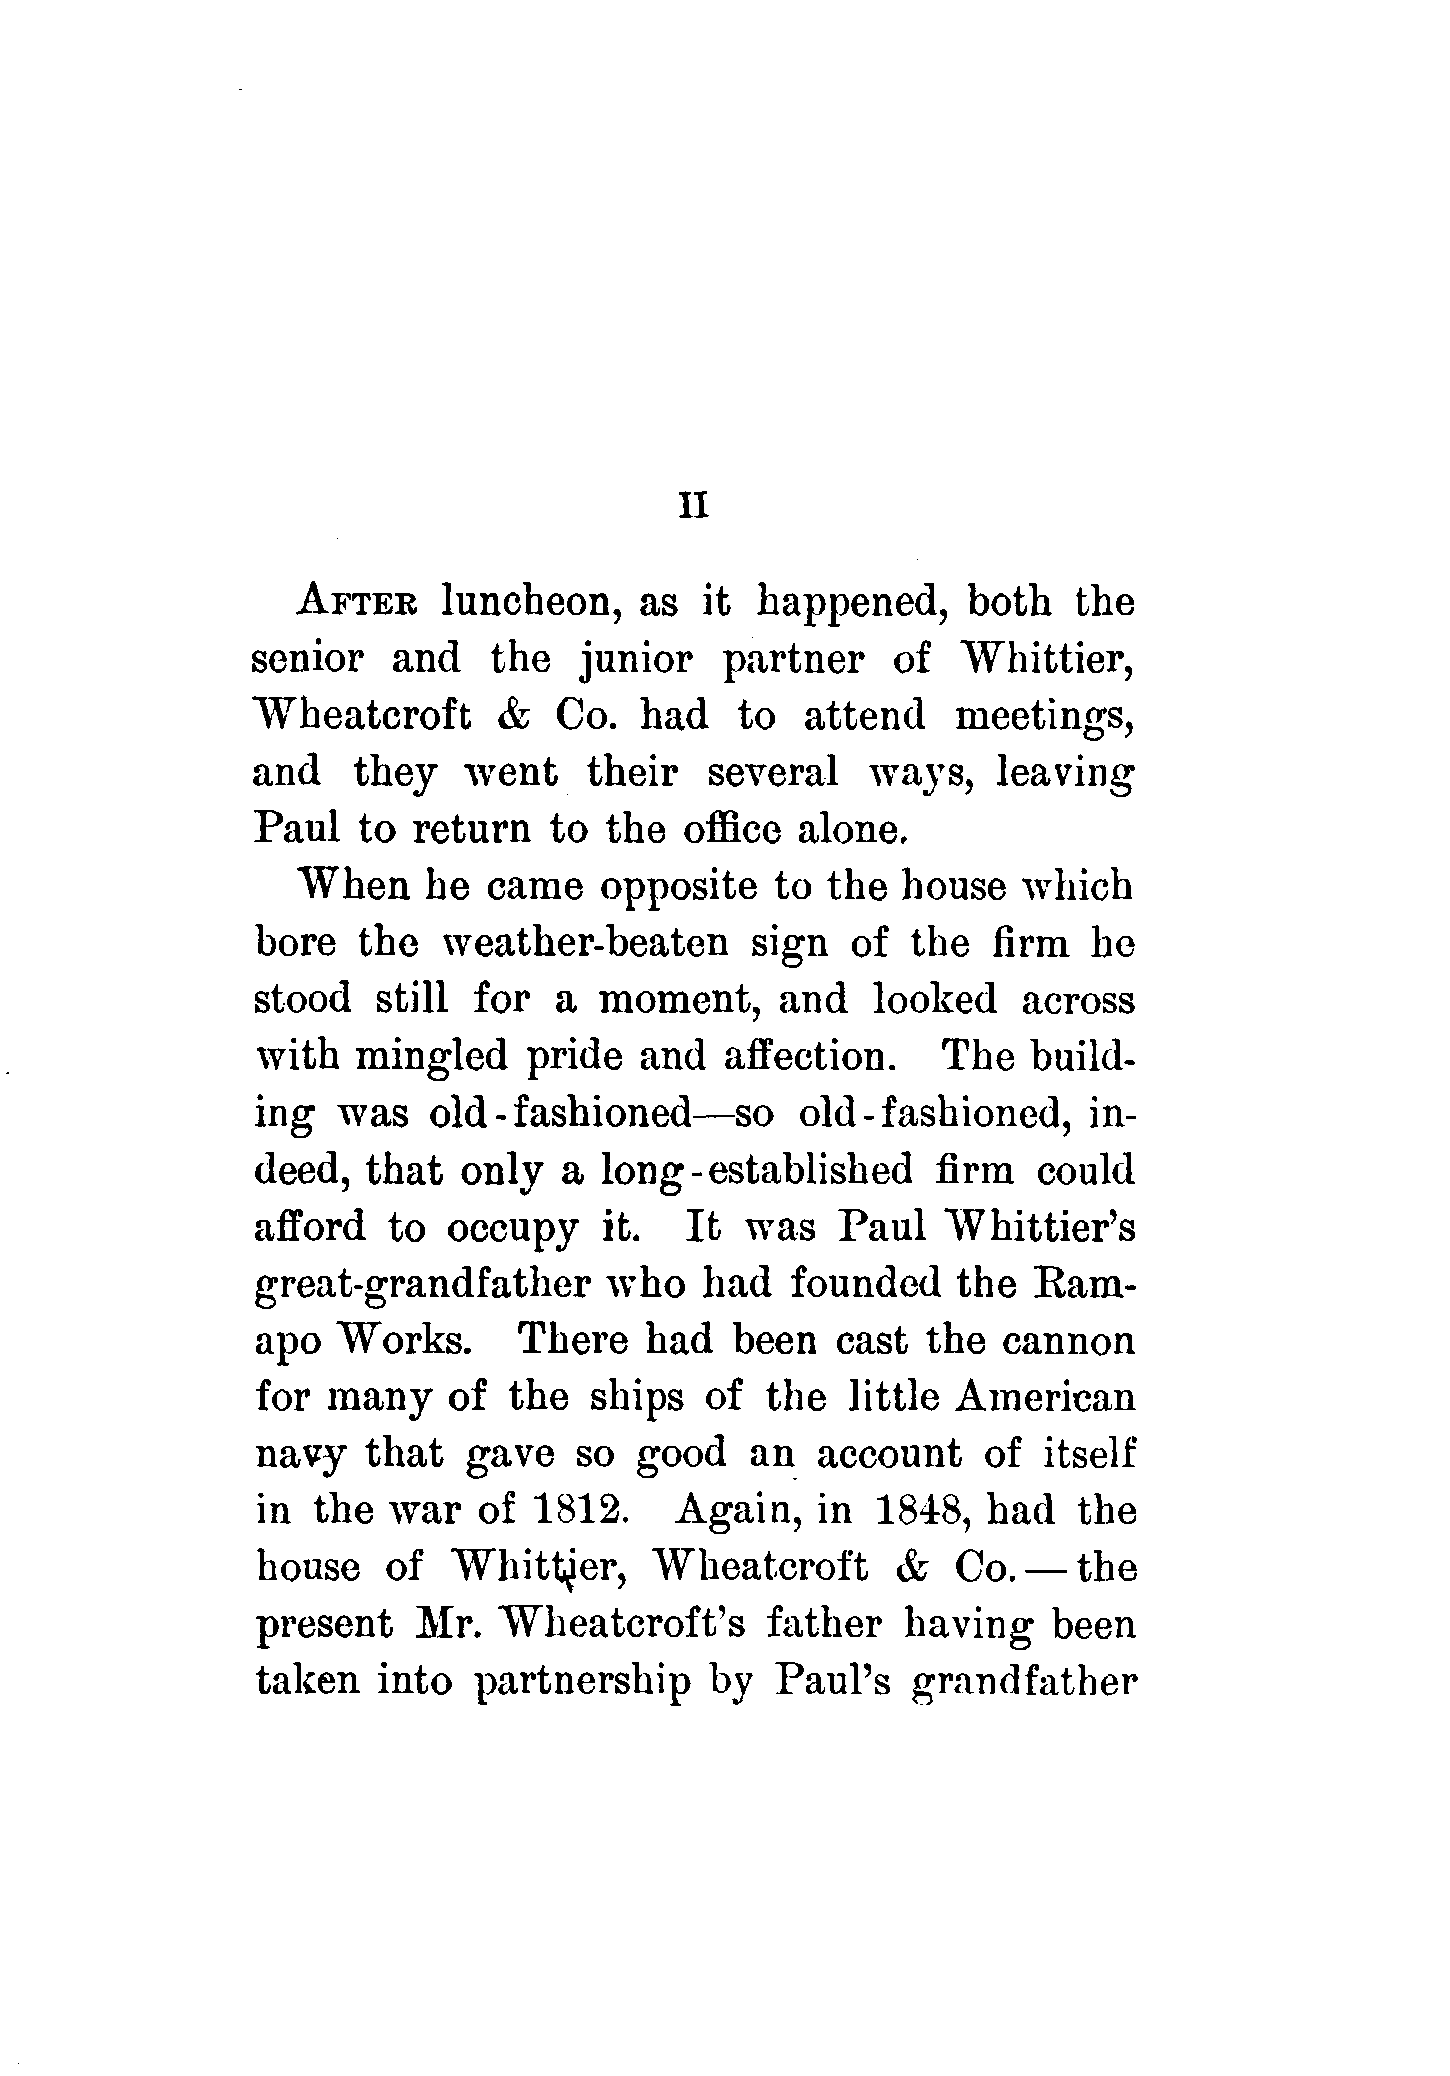 II
AFTER luncheon, as it happened, both the
senior and the junior partner of Whittier,
Wheatcroft & Co. had to attend meetings,
and they went their several ways, leaving
Paul to return to the office alone.
When he came opposite to the house which
bore the weather-beaten sign of the firm he
stood still for a moment, and looked across
with mingled pride and affection. The build-
ing was old-fashioned—so old-fashioned, in-
deed, that only a long-established firm could
afford to occupy it. It was Paul Whittier's
great-grandfather who had founded the Ram-
apo Works. There had been cast the cannon
for many of the ships of the little American
navy that gave so good an account of itself
in the war of 1812. Again, in 1848, had the
house of Whittier, Wheatcroft & Co.—the
present Mr. Wheatcroft's father having been
taken into partnership by Paul's grandfather